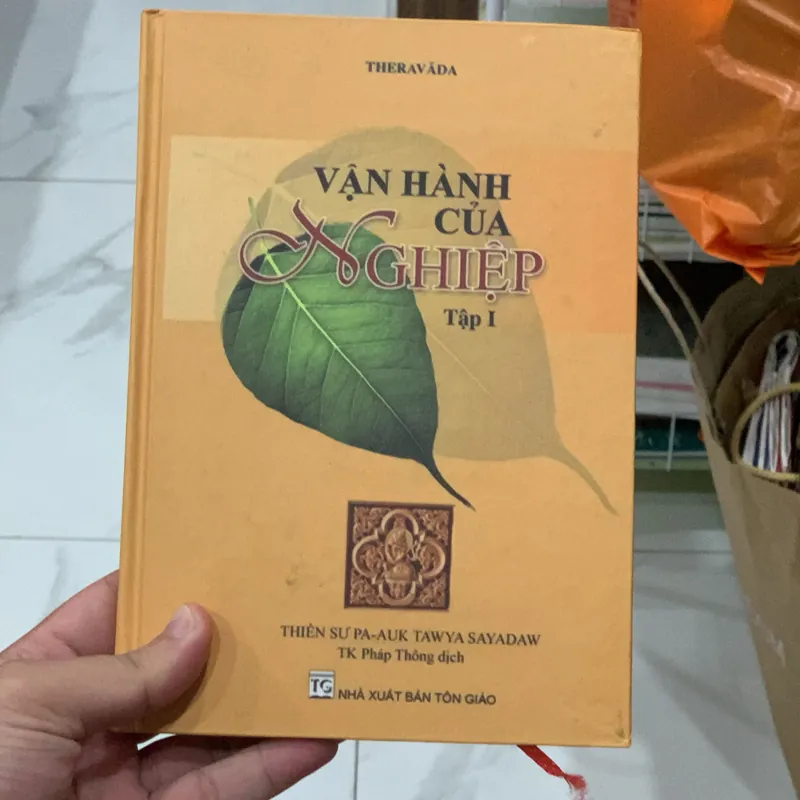 THERAVĀDA
VẬN HÀNH
CỦA
NGHIỆP
Tập I
THIỀN SƯ PA-AUK TAWYA SAYADAW
TK Pháp Thông dịch
TG NHÀ XUẤT BẢN TÔN GIÁO